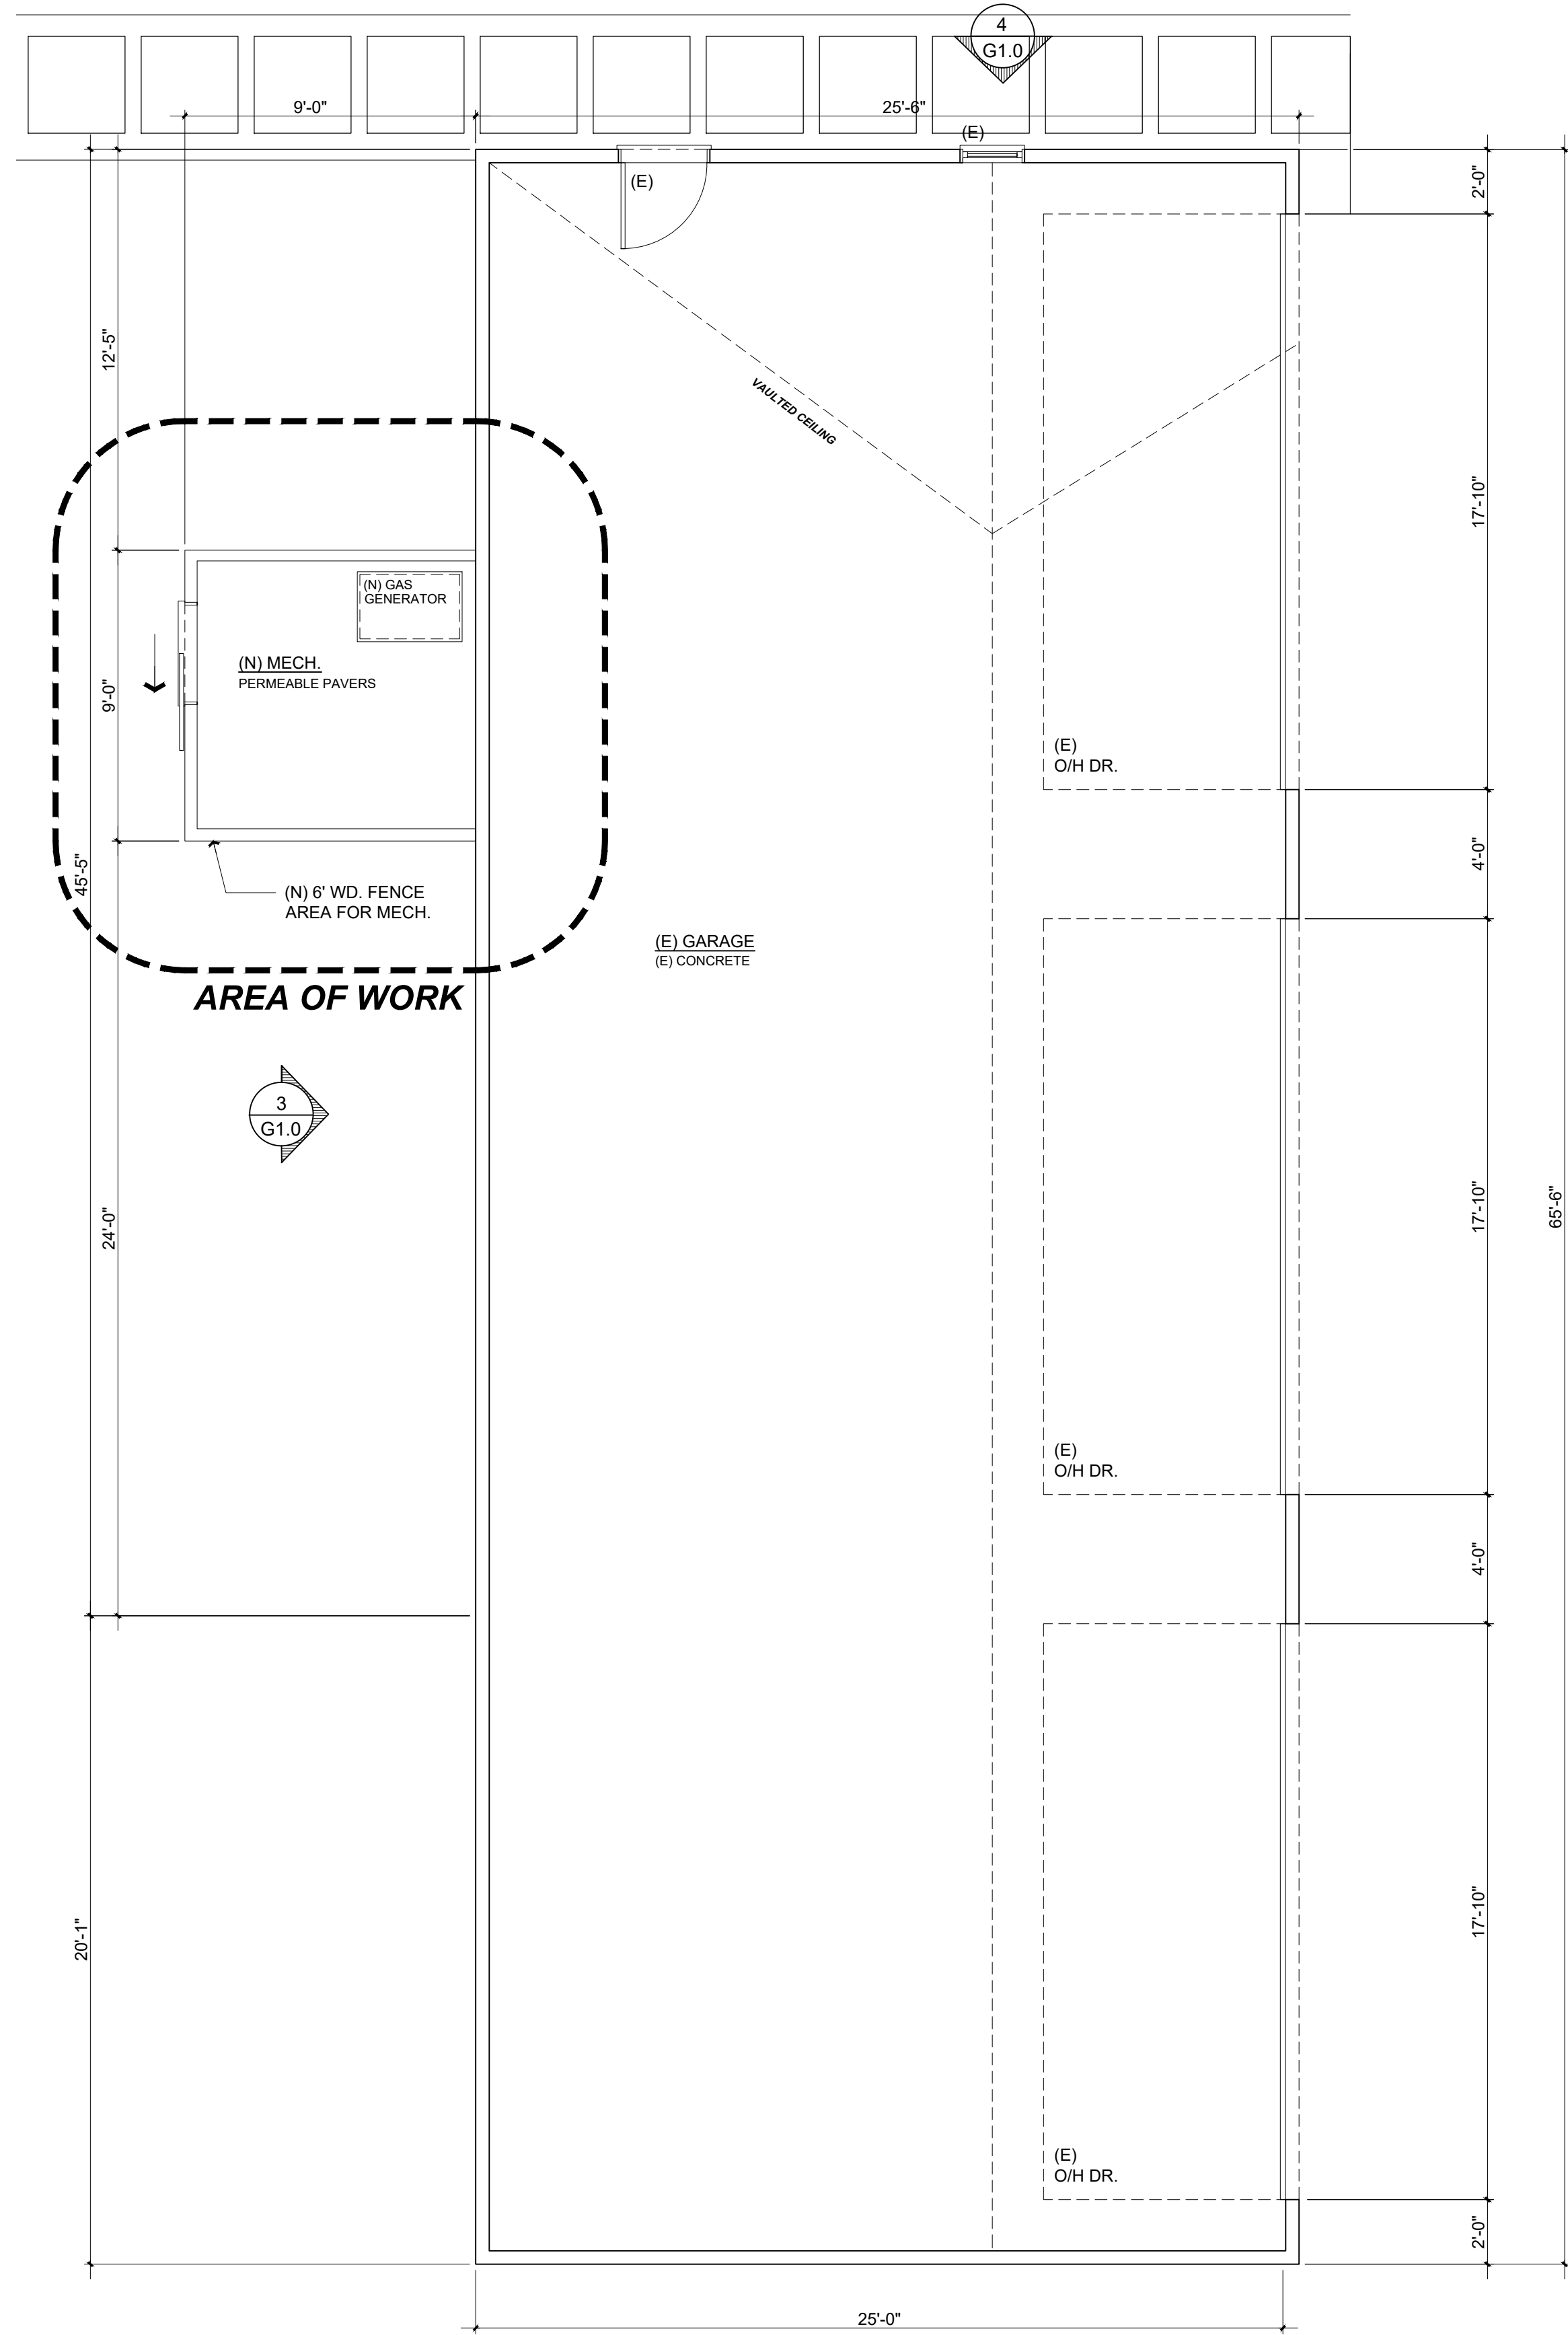 4
G1.0
9'-0"
25'-6"
(E)
(E)
2'-0"
12'-5"
VAULTED CEILING
17'-10"
(N) GAS
GENERATOR
(N) MECH.
PERMEABLE PAVERS
9'-0"
(E)
O/H DR.
45'-5"
4'-0"
(N) 6' WD. FENCE
AREA FOR MECH.
(E) GARAGE
(E) CONCRETE
AREA OF WORK
3
G1.0
24'-0"
17'-10"
65'-6"
(E)
O/H DR.
4'-0"
20'-1"
17'-10"
(E)
O/H DR.
2'-0"
25'-0"